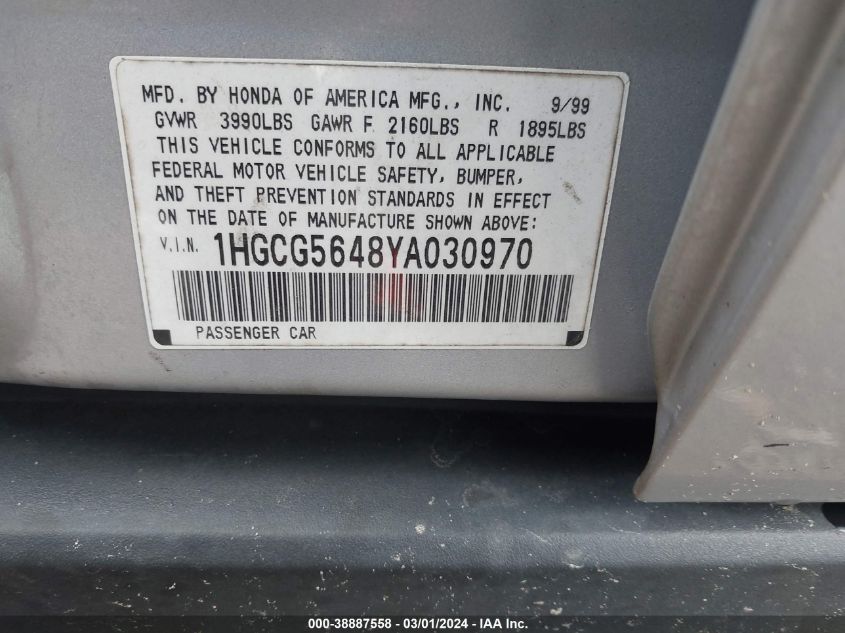 MFD. BY HONDA OF AMERICA MFG., INC. 9/99
GVWR 3990LBS GAWR F 2160LBS R 1895LBS
THIS VEHICLE CONFORMS TO ALL APPLICABLE
FEDERAL MOTOR VEHICLE SAFETY, BUMPER,
AND THEFT PREVENTION STANDARDS IN EFFECT
ON THE DATE OF MANUFACTURE SHOWN ABOVE:
V.I.N. 1HGCG5648YA030970
PASSENGER CAR
000-38887558 - 03/01/2024 - IAA Inc.